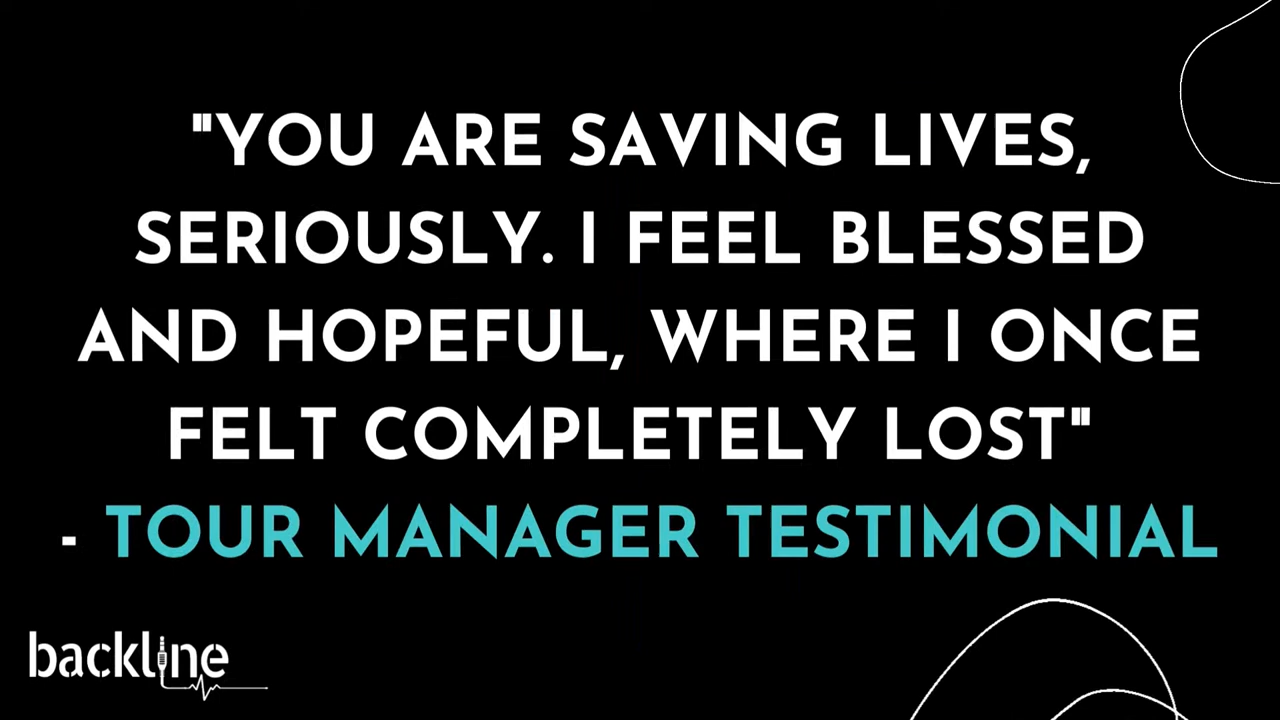 "YOU ARE SAVING LIVES,
SERIOUSLY. I FEEL BLESSED
AND HOPEFUL, WHERE I ONCE
FELT COMPLETELY LOST"
- TOUR MANAGER TESTIMONIAL
backline